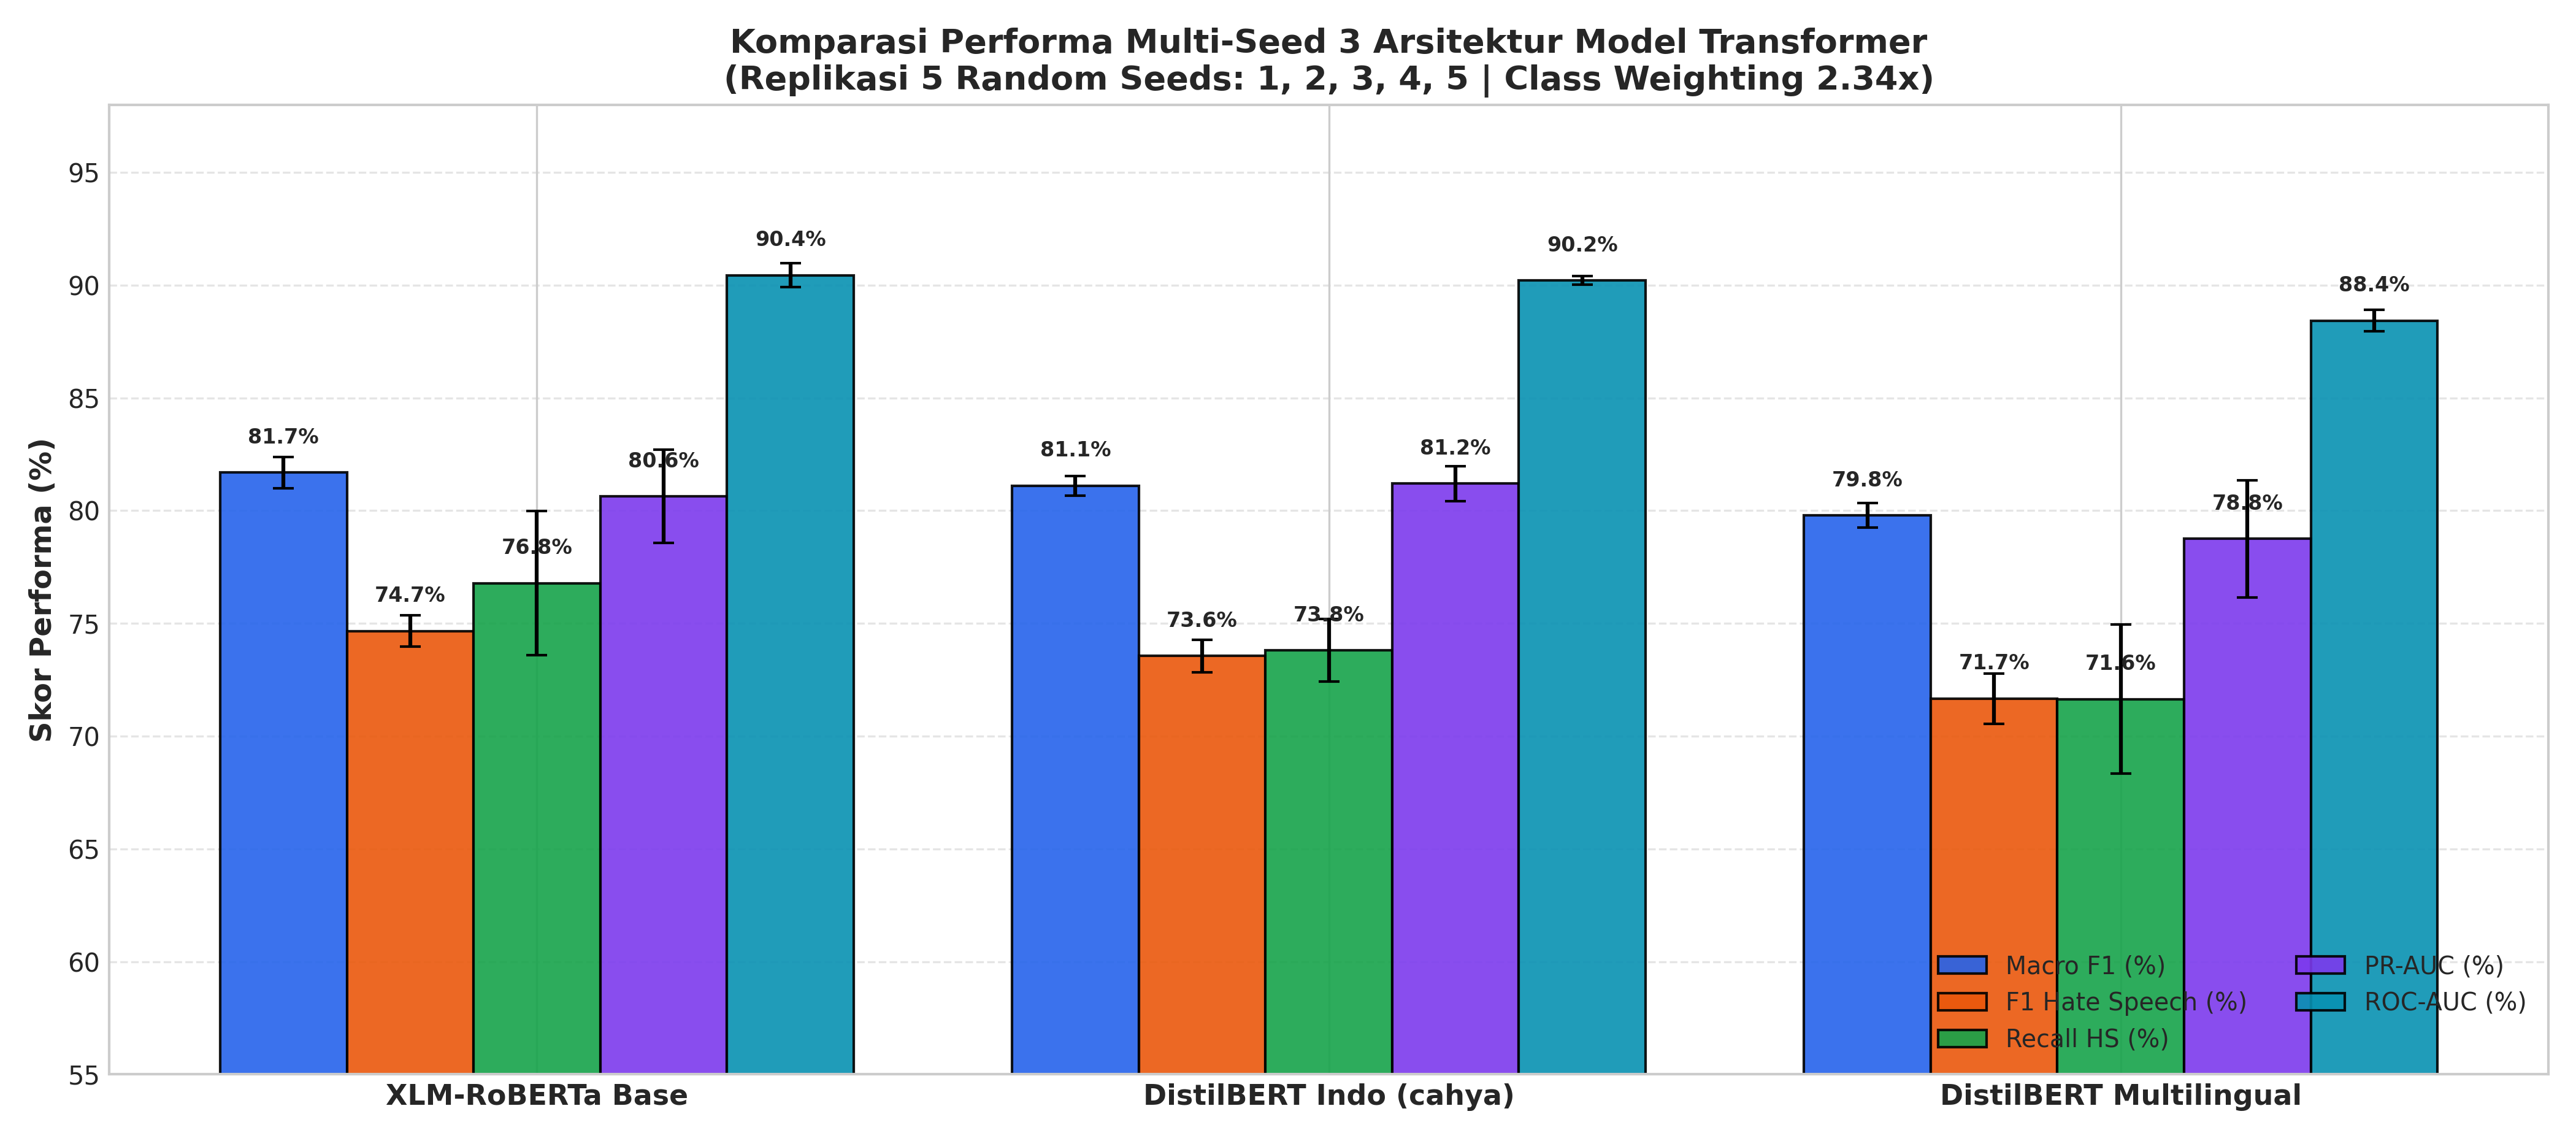 Komparasi Performa Multi-Seed 3 Arsitektur Model Transformer
(Replikasi 5 Random Seeds: 1, 2, 3, 4, 5 | Class Weighting 2.34x)
Skor Performa (%)
95
90
85
80
75
70
65
60
55
81.7%
74.7%
76.8%
80.6%
90.4%
81.1%
73.6%
73.8%
81.2%
90.2%
79.8%
71.7%
71.6%
78.8%
88.4%
Macro F1 (%)
F1 Hate Speech (%)
Recall HS (%)
PR-AUC (%)
ROC-AUC (%)
XLM-RoBERTa Base
DistilBERT Indo (cahya)
DistilBERT Multilingual